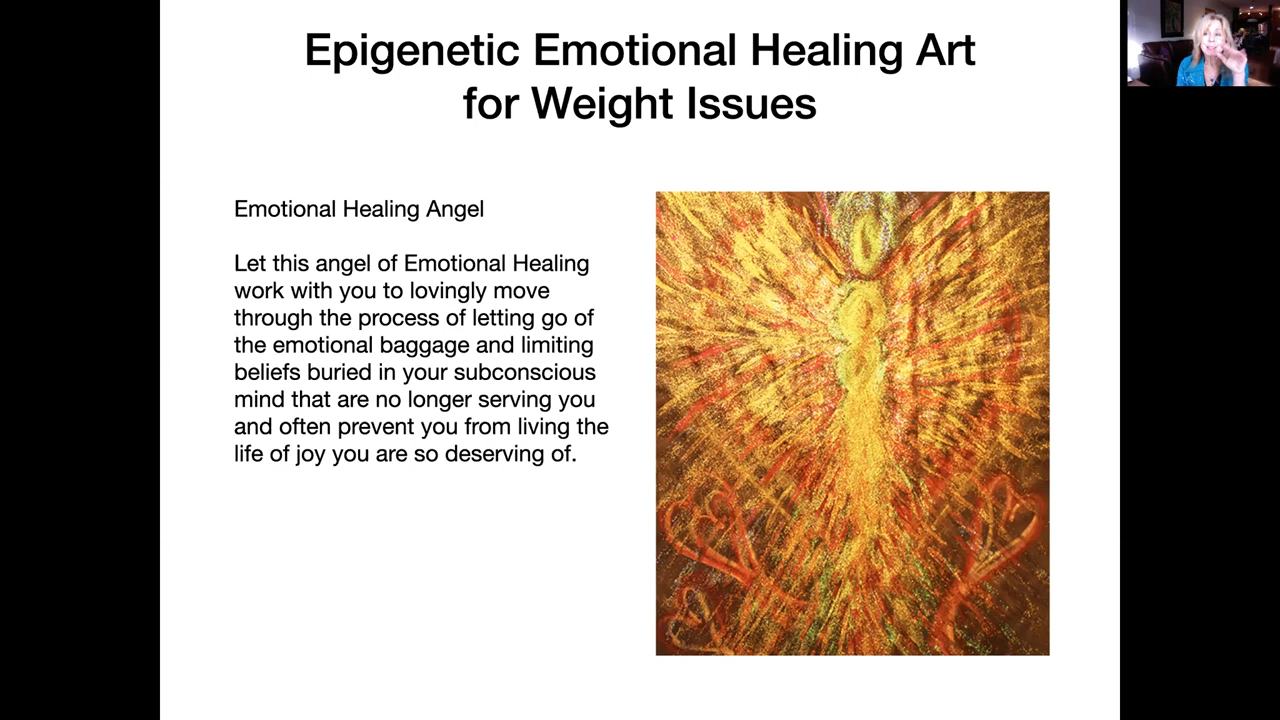 Epigenetic Emotional Healing Art
for Weight Issues
Emotional Healing Angel
Let this angel of Emotional Healing
work with you to lovingly move
through the process of letting go of
the emotional baggage and limiting
beliefs buried in your subconscious
mind that are no longer serving you
and often prevent you from living the
life of joy you are so deserving of.